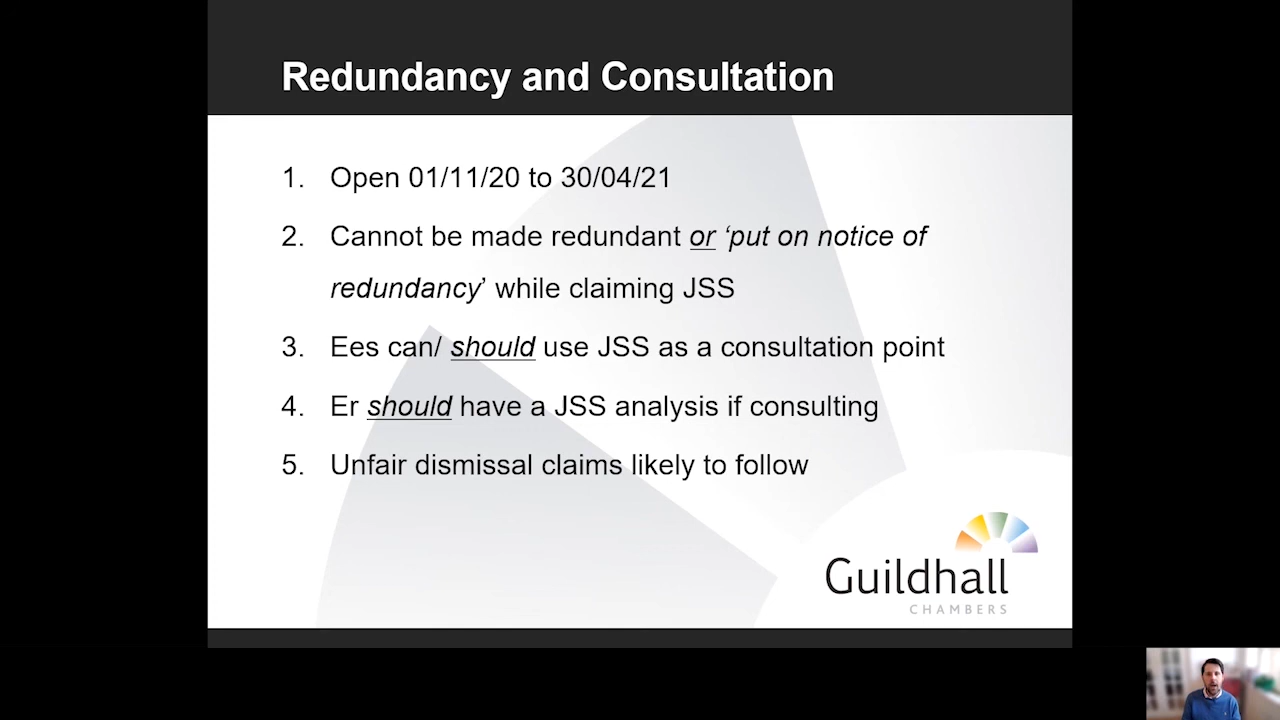 Redundancy and Consultation
1. Open 01/11/20 to 30/04/21
2. Cannot be made redundant or ‘put on notice of
redundancy’ while claiming JSS
3. Ees can/ should use JSS as a consultation point
4. Er should have a JSS analysis if consulting
5. Unfair dismissal claims likely to follow
Guildhall
CHAMBERS